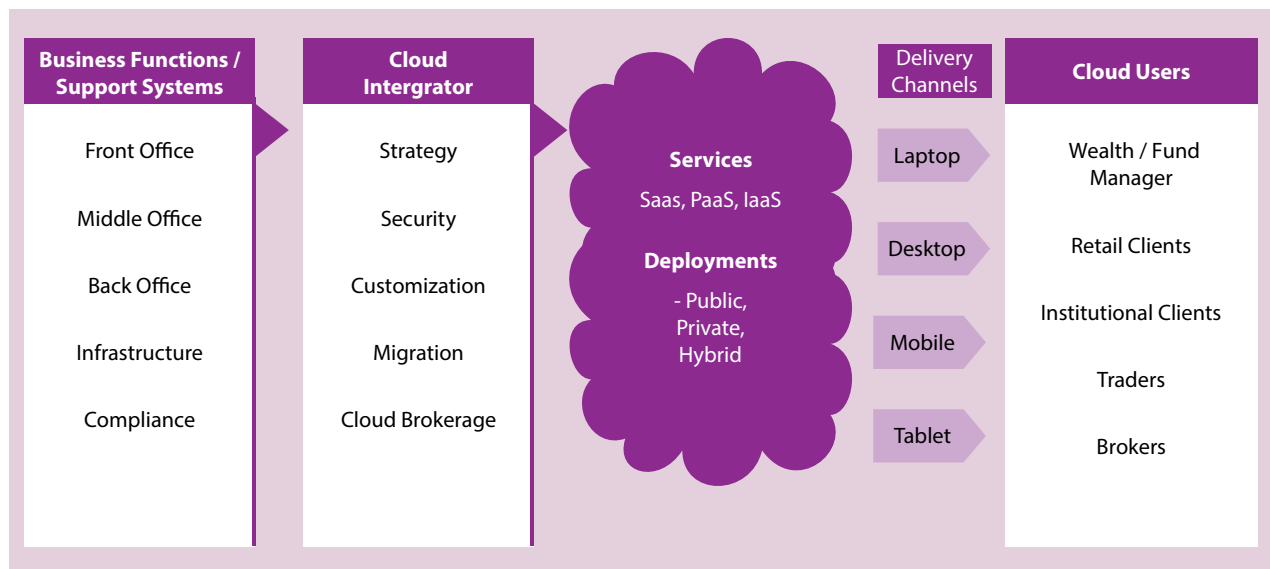 Business Functions /
Support Systems
Front Office
Middle Office
Back Office
Infrastructure
Compliance
Cloud
Intergrator
Strategy
Security
Customization
Migration
Cloud Brokerage
Services
Saas, PaaS, IaaS
Deployments
- Public,
Private,
Hybrid
Delivery
Channels
Laptop
Desktop
Mobile
Tablet
Cloud Users
Wealth / Fund
Manager
Retail Clients
Institutional Clients
Traders
Brokers